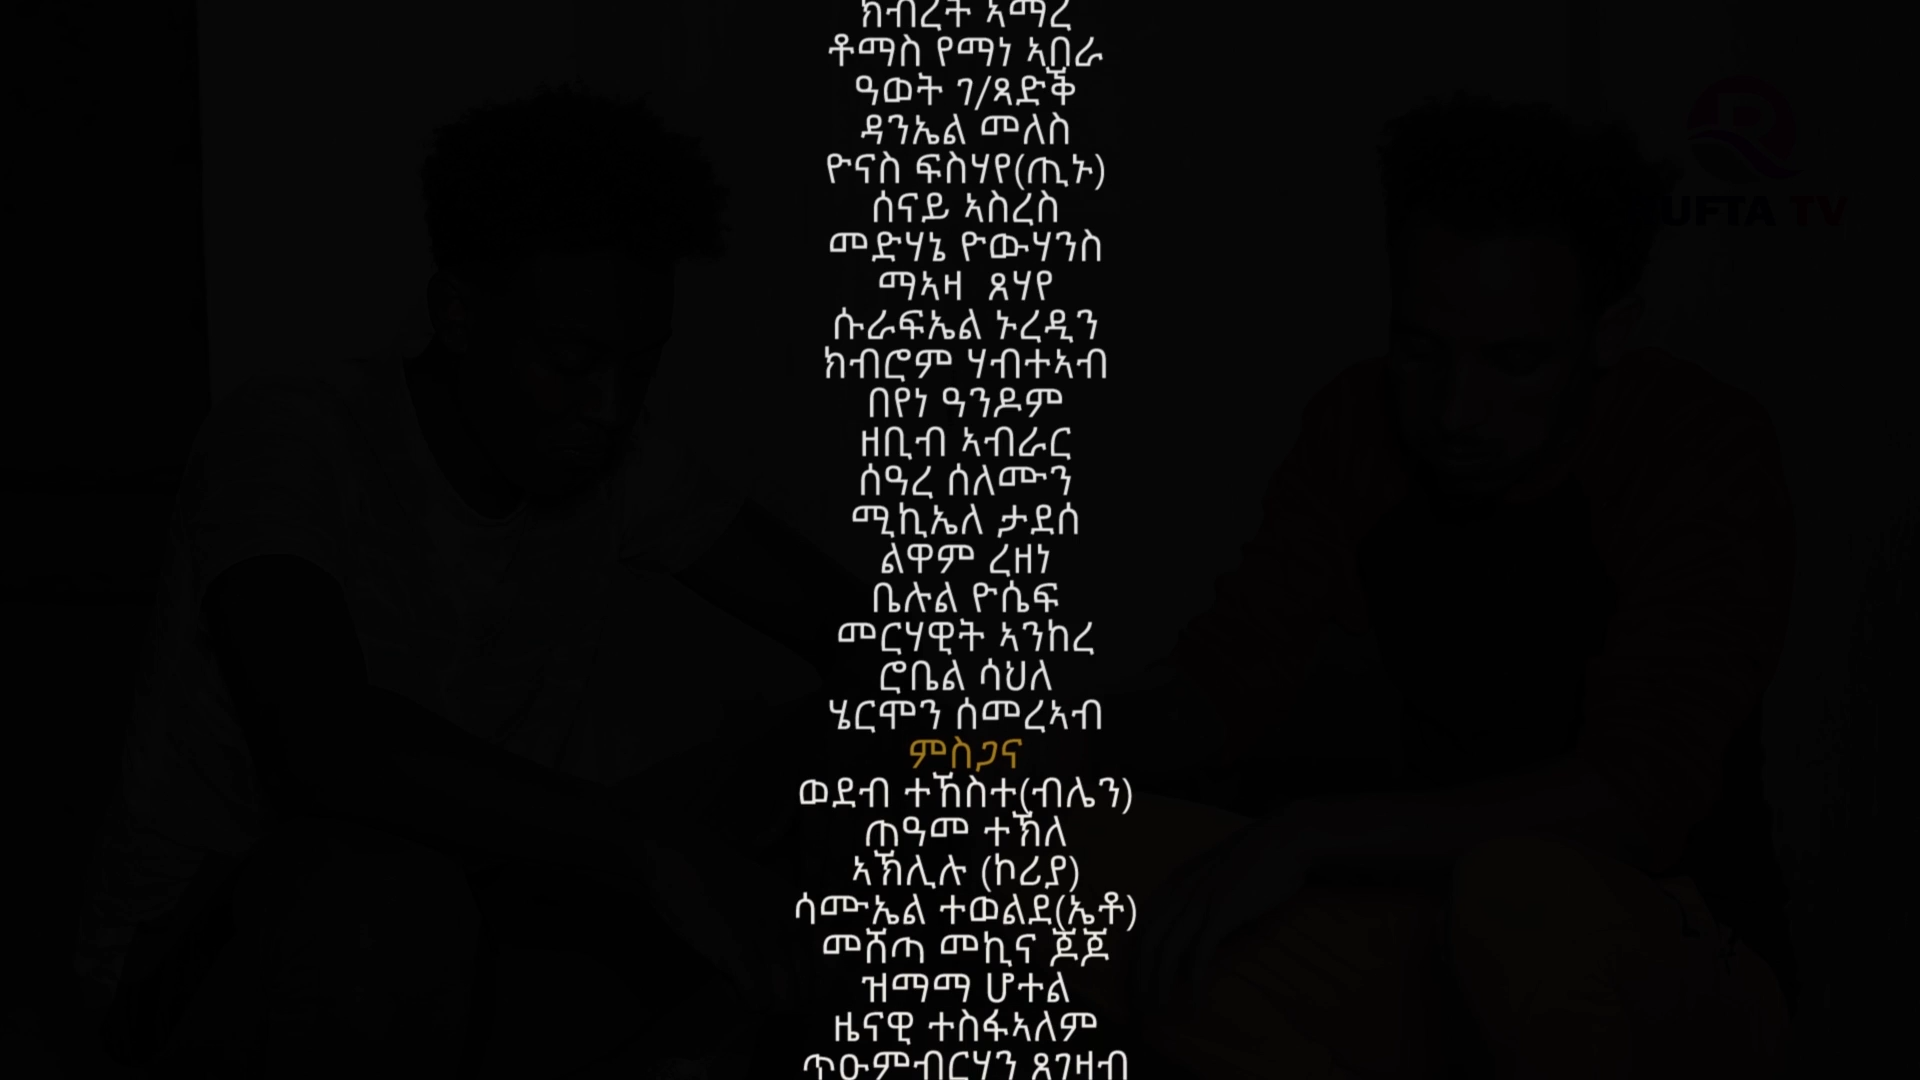 ክብረት ኣማረ
ቶማስ የማነ ኣበራ
ዓወት ገ/ጻድቕ
ዳንኤል መለስ
ዮናስ ፍስሃየ(ጢኑ)
ሰናይ ኣስረስ
መድሃኔ ዮውሃንስ
ማኣዛ ጸሃየ
ሱራፍኤል ኑረዲን
ክብሮም ሃብተኣብ
በየነ ዓንዶም
ዘቢብ ኣብራር
ሰዓረ ሰለሙን
ሚኪኤለ ታደሰ
ልዋም ረዘነ
ቤሉል ዮሴፍ
መርሃዊት ኣንከረ
ሮቤል ሳህለ
ሄርሞን ሰመረኣብ
ምስጋና
ወደብ ተኸስተ(ብሌን)
ጠዓመ ተኽለ
ኣኽሊሉ (ኮሪያ)
ሳሙኤል ተወልደ(ኤቶ)
መሸጣ መኪና ጆጆ
ዝማማ ሆተል
ዜናዊ ተስፋኣለም
ጥዑምብርሃን ጸገዛብ
UFTA TV